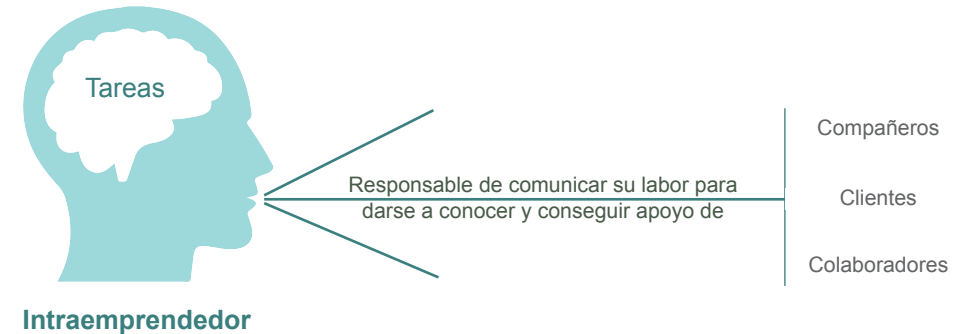 Tareas
Responsable de comunicar su labor para
darse a conocer y conseguir apoyo de
Compañeros
Clientes
Colaboradores
Intraemprendedor